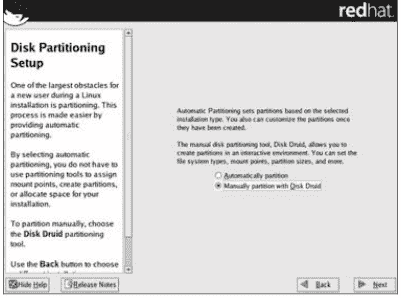 redhat.
Disk Partitioning
Setup
One of the largest obstacles for
a new user during a Linux
installation is partitioning. This
process is made easier by
providing automatic
partitioning.
By selecting automatic
partitioning, you do not have to
use partitioning tools to assign
mount points, create partitions,
or allocate space for your
installation.
To partition manually, choose
the Disk Druid partitioning
tool.
Use the Back button to choose
Automatic Partitioning sets partitions based on the selected
installation type. You also can customize the partitions once
they have been created.
The manual disk partitioning tool, Disk Druid, allows you to
create partitions in an interactive environment. You can set the
file system types, mount points, partition sizes, and more.
Automatically partition
Manually partition with Disk Druid
Hide Help
Release Notes
Back
Next